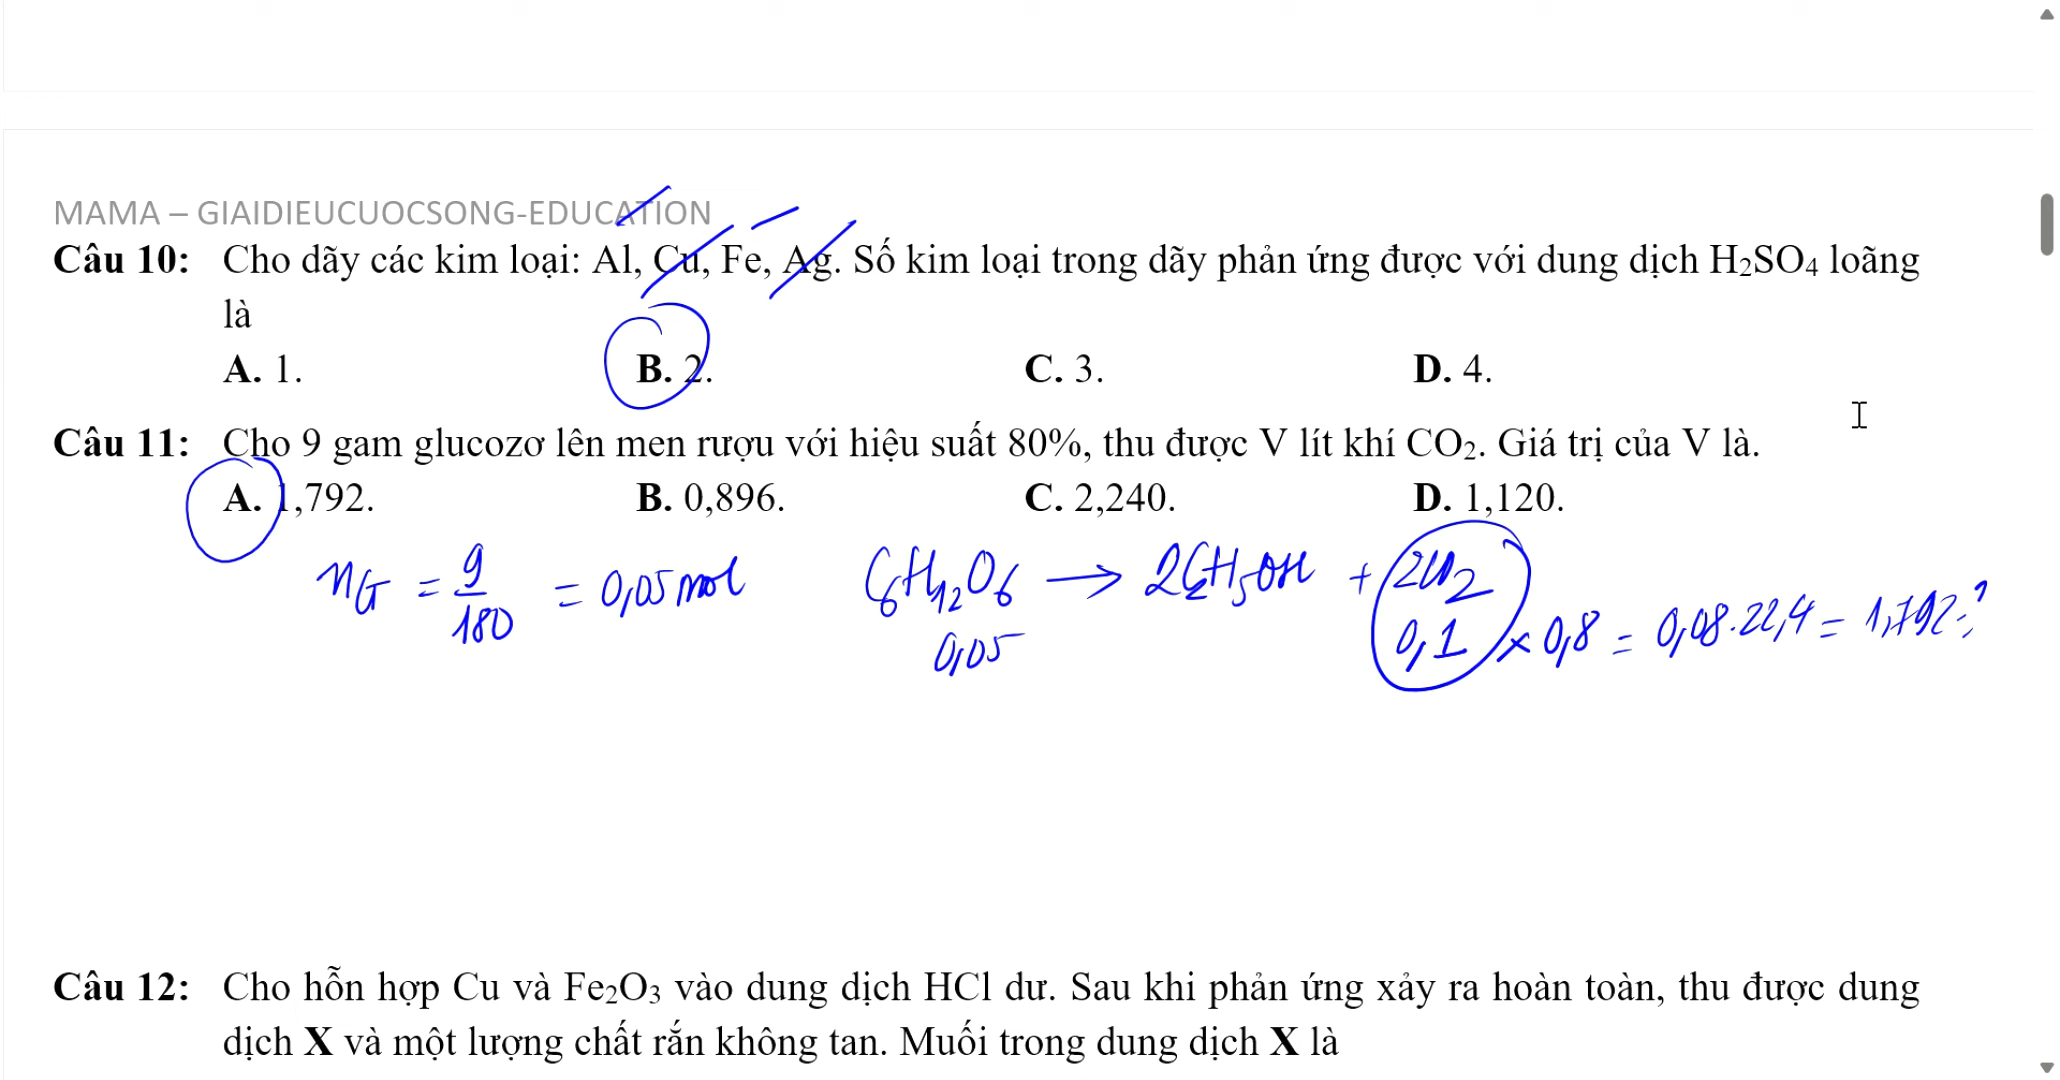 MAMA – GIAIDIEUCUOCSONG-EDUCATION
Câu 10: Cho dãy các kim loại: Al, Cu, Fe, Ag. Số kim loại trong dãy phản ứng được với dung dịch H₂SO₄ loãng
là
A. 1. B. 2. C. 3. D. 4.
Câu 11: Cho 9 gam glucozơ lên men rượu với hiệu suất 80%, thu được V lít khí CO₂. Giá trị của V là.
A. 1,792. B. 0,896. C. 2,240. D. 1,120.
nG = 9/180 = 0,05 mol C₆H₁₂O₆ → 2C₂H₅OH + 2CO₂
0,05 0,1 × 0,8 = 0,08.22,4 = 1,792
Câu 12: Cho hỗn hợp Cu và Fe₂O₃ vào dung dịch HCl dư. Sau khi phản ứng xảy ra hoàn toàn, thu được dung
dịch X và một lượng chất rắn không tan. Muối trong dung dịch X là